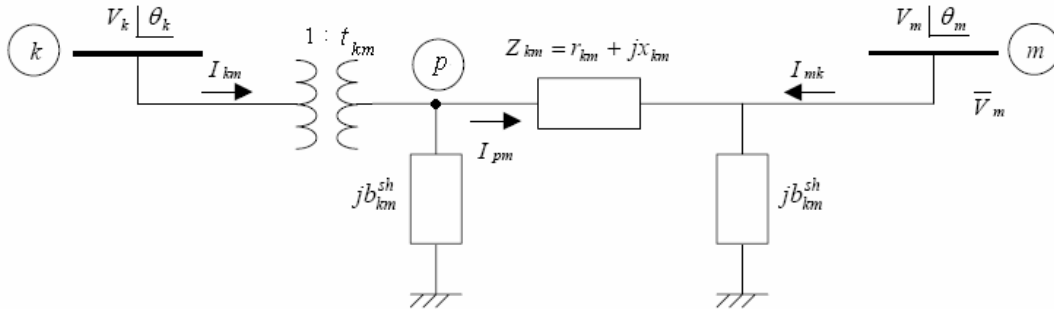 V_k θ_k
V_m θ_m
k
1 : t_km
p
Z_km = r_km + jx_km
m
I_km
I_mk
V̅_m
I_pm
jb_km^sh
jb_km^sh